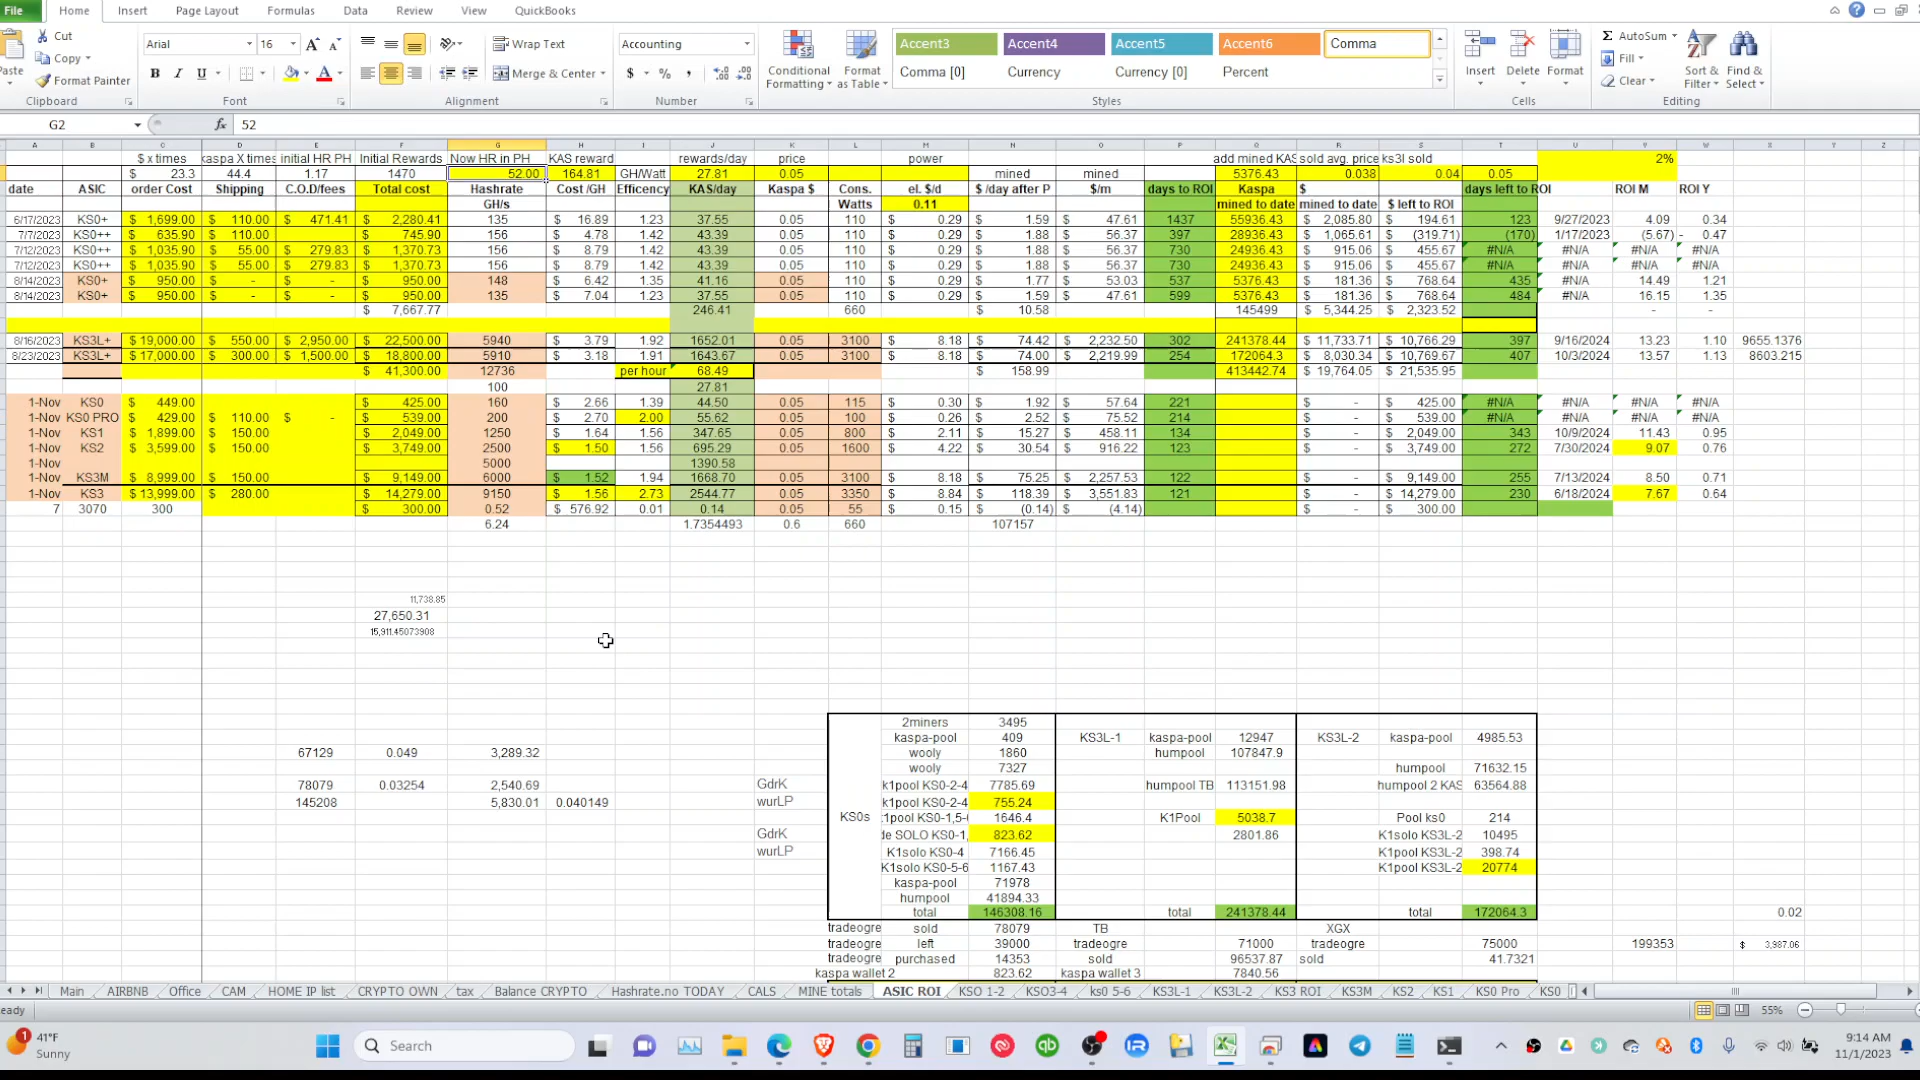 File Home Insert Page Layout Formulas Data Review View QuickBooks
Cut Arial 16 Wrap Text Accounting Accent3 Accent4 Accent5 Accent6 Comma AutoSum
Copy Fill
Paste Format Painter B I U Merge & Center $ % , Conditional Formatting Format as Table Comma [0] Currency Currency [0] Percent Insert Delete Format Clear Sort & Filter Find & Select
Clipboard Font Alignment Number Styles Cells Editing
G2 fx 52
$ x times kaspa X times initial HR PH Initial Rewards Now HR in PH KAS reward rewards/day price power mined mined add mined KAS sold avg. price ks3l sold 2%
$ 23.3 44.4 1.17 1470 52.00 164.81 GH/Watt 27.81 0.05 5376.43 0.038 0.04 0.05
date ASIC order Cost Shipping C.O.D/fees Total cost Hashrate Cost /GH Efficency KAS/day Kaspa $ Cons. el. $/d $ /day after P $/m days to ROI Kaspa $ days left to ROI ROI M ROI Y
GH/s Watts 0.11 mined to date mined to date $ left to ROI
6/17/2023 KS0+ $ 1,699.00 $ 110.00 $ 471.41 $ 2,280.41 135 $ 16.89 1.23 37.55 0.05 110 $ 0.29 $ 1.59 $ 47.61 1437 55936.43 $ 2,085.80 $ 194.61 123 9/27/2023 4.09 0.34
7/7/2023 KS0++ $ 635.90 $ 110.00 $ 745.90 156 $ 4.78 1.42 43.39 0.05 110 $ 0.29 $ 1.88 $ 56.37 397 28936.43 $ 1,065.61 $ (319.71) (170) 1/17/2023 (5.67) - 0.47
7/12/2023 KS0++ $ 1,035.90 $ 55.00 $ 279.83 $ 1,370.73 156 $ 8.79 1.42 43.39 0.05 110 $ 0.29 $ 1.88 $ 56.37 730 24936.43 $ 915.06 $ 455.67 #N/A #N/A #N/A #N/A
7/12/2023 KS0++ $ 1,035.90 $ 55.00 $ 279.83 $ 1,370.73 156 $ 8.79 1.42 43.39 0.05 110 $ 0.29 $ 1.88 $ 56.37 730 24936.43 $ 915.06 $ 455.67 #N/A #N/A #N/A #N/A
8/14/2023 KS0+ $ 950.00 $ - $ - $ 950.00 148 $ 6.42 1.35 41.16 0.05 110 $ 0.29 $ 1.77 $ 53.03 537 5376.43 $ 181.36 $ 768.64 435 #N/A 14.49 1.21
8/14/2023 KS0+ $ 950.00 $ - $ - $ 950.00 135 $ 7.04 1.23 37.55 0.05 110 $ 0.29 $ 1.59 $ 47.61 599 5376.43 $ 181.36 $ 768.64 484 #N/A 16.15 1.35
$ 7,667.77 246.41 660 $ 10.58 145499 $ 5,344.25 $ 2,323.52 - -
8/16/2023 KS3L+ $ 19,000.00 $ 550.00 $ 2,950.00 $ 22,500.00 5940 $ 3.79 1.92 1652.01 0.05 3100 $ 8.18 $ 74.42 $ 2,232.50 302 241378.44 $ 11,733.71 $ 10,766.29 397 9/16/2024 13.23 1.10 9655.1376
8/23/2023 KS3L+ $ 17,000.00 $ 300.00 $ 1,500.00 $ 18,800.00 5910 $ 3.18 1.91 1643.67 0.05 3100 $ 8.18 $ 74.00 $ 2,219.99 254 172064.3 $ 8,030.34 $ 10,769.67 407 10/3/2024 13.57 1.13 8603.215
$ 41,300.00 12736 per hour 68.49 $ 158.99 413442.74 $ 19,764.05 $ 21,535.95
100 27.81
1-Nov KS0 $ 449.00 $ 425.00 160 $ 2.66 1.39 44.50 0.05 115 $ 0.30 $ 1.92 $ 57.64 221 $ - $ 425.00 #N/A #N/A #N/A #N/A
1-Nov KS0 PRO $ 429.00 $ 110.00 $ - $ 539.00 200 $ 2.70 2.00 55.62 0.05 100 $ 0.26 $ 2.52 $ 75.52 214 $ - $ 539.00 #N/A #N/A #N/A #N/A
1-Nov KS1 $ 1,899.00 $ 150.00 $ 2,049.00 1250 $ 1.64 1.56 347.65 0.05 800 $ 2.11 $ 15.27 $ 458.11 134 $ - $ 2,049.00 343 10/9/2024 11.43 0.95
1-Nov KS2 $ 3,599.00 $ 150.00 $ 3,749.00 2500 $ 1.50 1.56 695.29 0.05 1600 $ 4.22 $ 30.54 $ 916.22 123 $ - $ 3,749.00 272 7/30/2024 9.07 0.76
1-Nov 5000 1390.58
1-Nov KS3M $ 8,999.00 $ 150.00 $ 9,149.00 6000 $ 1.52 1.94 1668.70 0.05 3100 $ 8.18 $ 75.25 $ 2,257.53 122 $ - $ 9,149.00 255 7/13/2024 8.50 0.71
1-Nov KS3 $ 13,999.00 $ 280.00 $ 14,279.00 9150 $ 1.56 2.73 2544.77 0.05 3350 $ 8.84 $ 118.39 $ 3,551.83 121 $ - $ 14,279.00 230 6/18/2024 7.67 0.64
7 3070 300 $ 300.00 0.52 $ 576.92 0.01 0.14 0.05 55 $ 0.15 $ (0.14) $ (4.14) $ - $ 300.00
6.24 1.7354493 0.6 660 107157
11,738.85
27,650.31
15,911.45073908
2miners 3495
kaspa-pool 409 KS3L-1 kaspa-pool 12947 KS3L-2 kaspa-pool 4985.53
67129 0.049 3,289.32 wooly 1860 humpool 107847.9
wooly 7327 humpool 71632.15
78079 0.03254 2,540.69 GdrK k1pool KS0-2-4 7785.69 humpool TB 113151.98 humpool 2 KAS 63564.88
145208 5,830.01 0.040149 wurLP k1pool KS0-2-4 755.24
KS0s 1646.4 K1Pool 5038.7 Pool ks0 214
GdrK de SOLO KS0-1, 823.62 2801.86 K1solo KS3L-2 10495
wurLP K1solo KS0-4 7166.45 K1pool KS3L-2 398.74
K1solo KS0-5-6 1167.43 K1pool KS3L-2 20774
kaspa-pool 71978
humpool 41894.33
total 146308.16 total 241378.44 total 172064.3 0.02
tradeogre sold 78079 TB XGX
tradeogre left 39000 tradeogre 71000 tradeogre 75000 199353 $ 3,987.06
tradeogre purchased 14353 sold 96537.87 sold 41.7321
kaspa wallet 2 823.62 kaspa wallet 3 7840.56
Main AIRBNB Office CAM HOME IP list CRYPTO OWN tax Balance CRYPTO Hashrate.no TODAY CALS MINE totals ASIC ROI KSO 1-2 KSO3-4 ks0 5-6 KS3L-1 KS3L-2 KS3 ROI KS3M KS2 KS1 KS0 Pro KS0
eady 55%
41°F
Sunny
Search
9:14 AM
11/1/2023